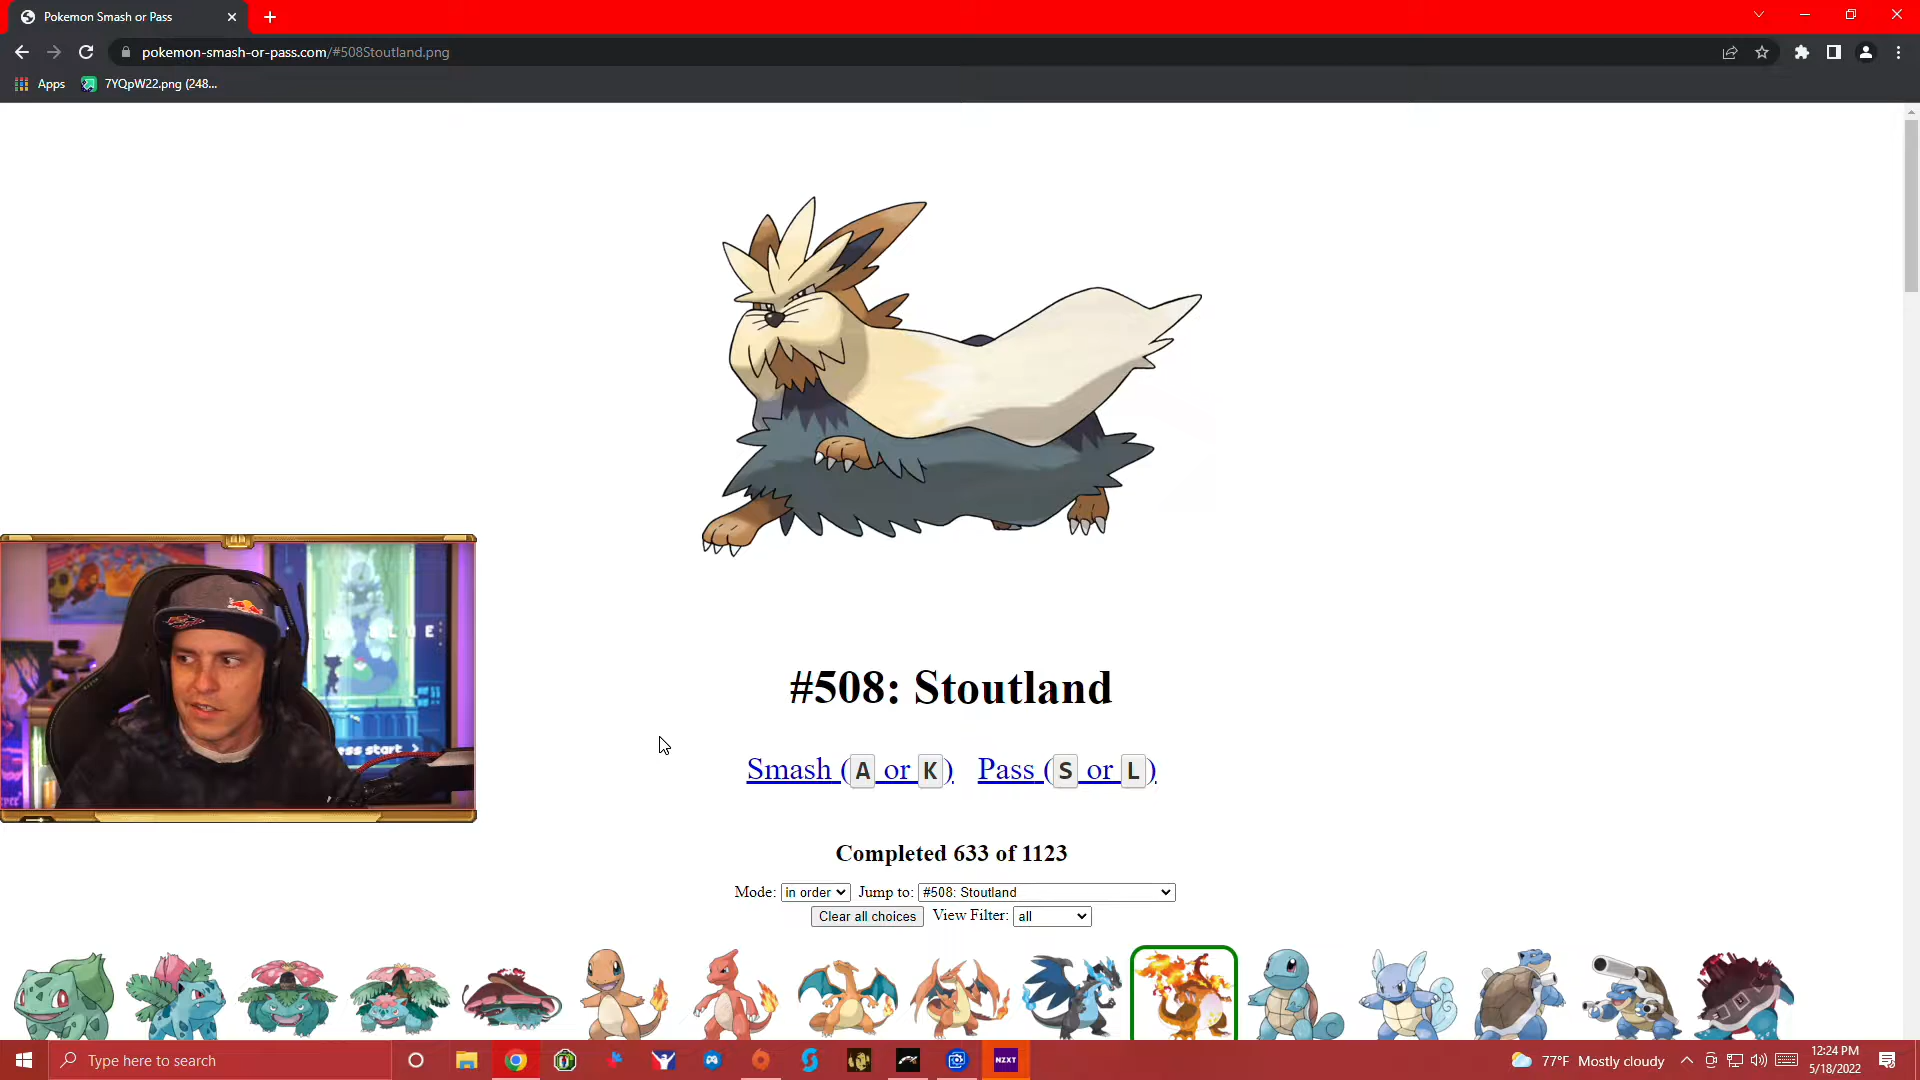 Pokemon Smash or Pass
pokemon-smash-or-pass.com/#508Stoutland.png
Apps
7YQpW22.png (248...
#508: Stoutland
Smash (A or K) Pass (S or L)
Completed 633 of 1123
Mode: in order Jump to: #508: Stoutland
Clear all choices View Filter: all
Type here to search
NZXT
77°F Mostly cloudy
12:24 PM
5/18/2022